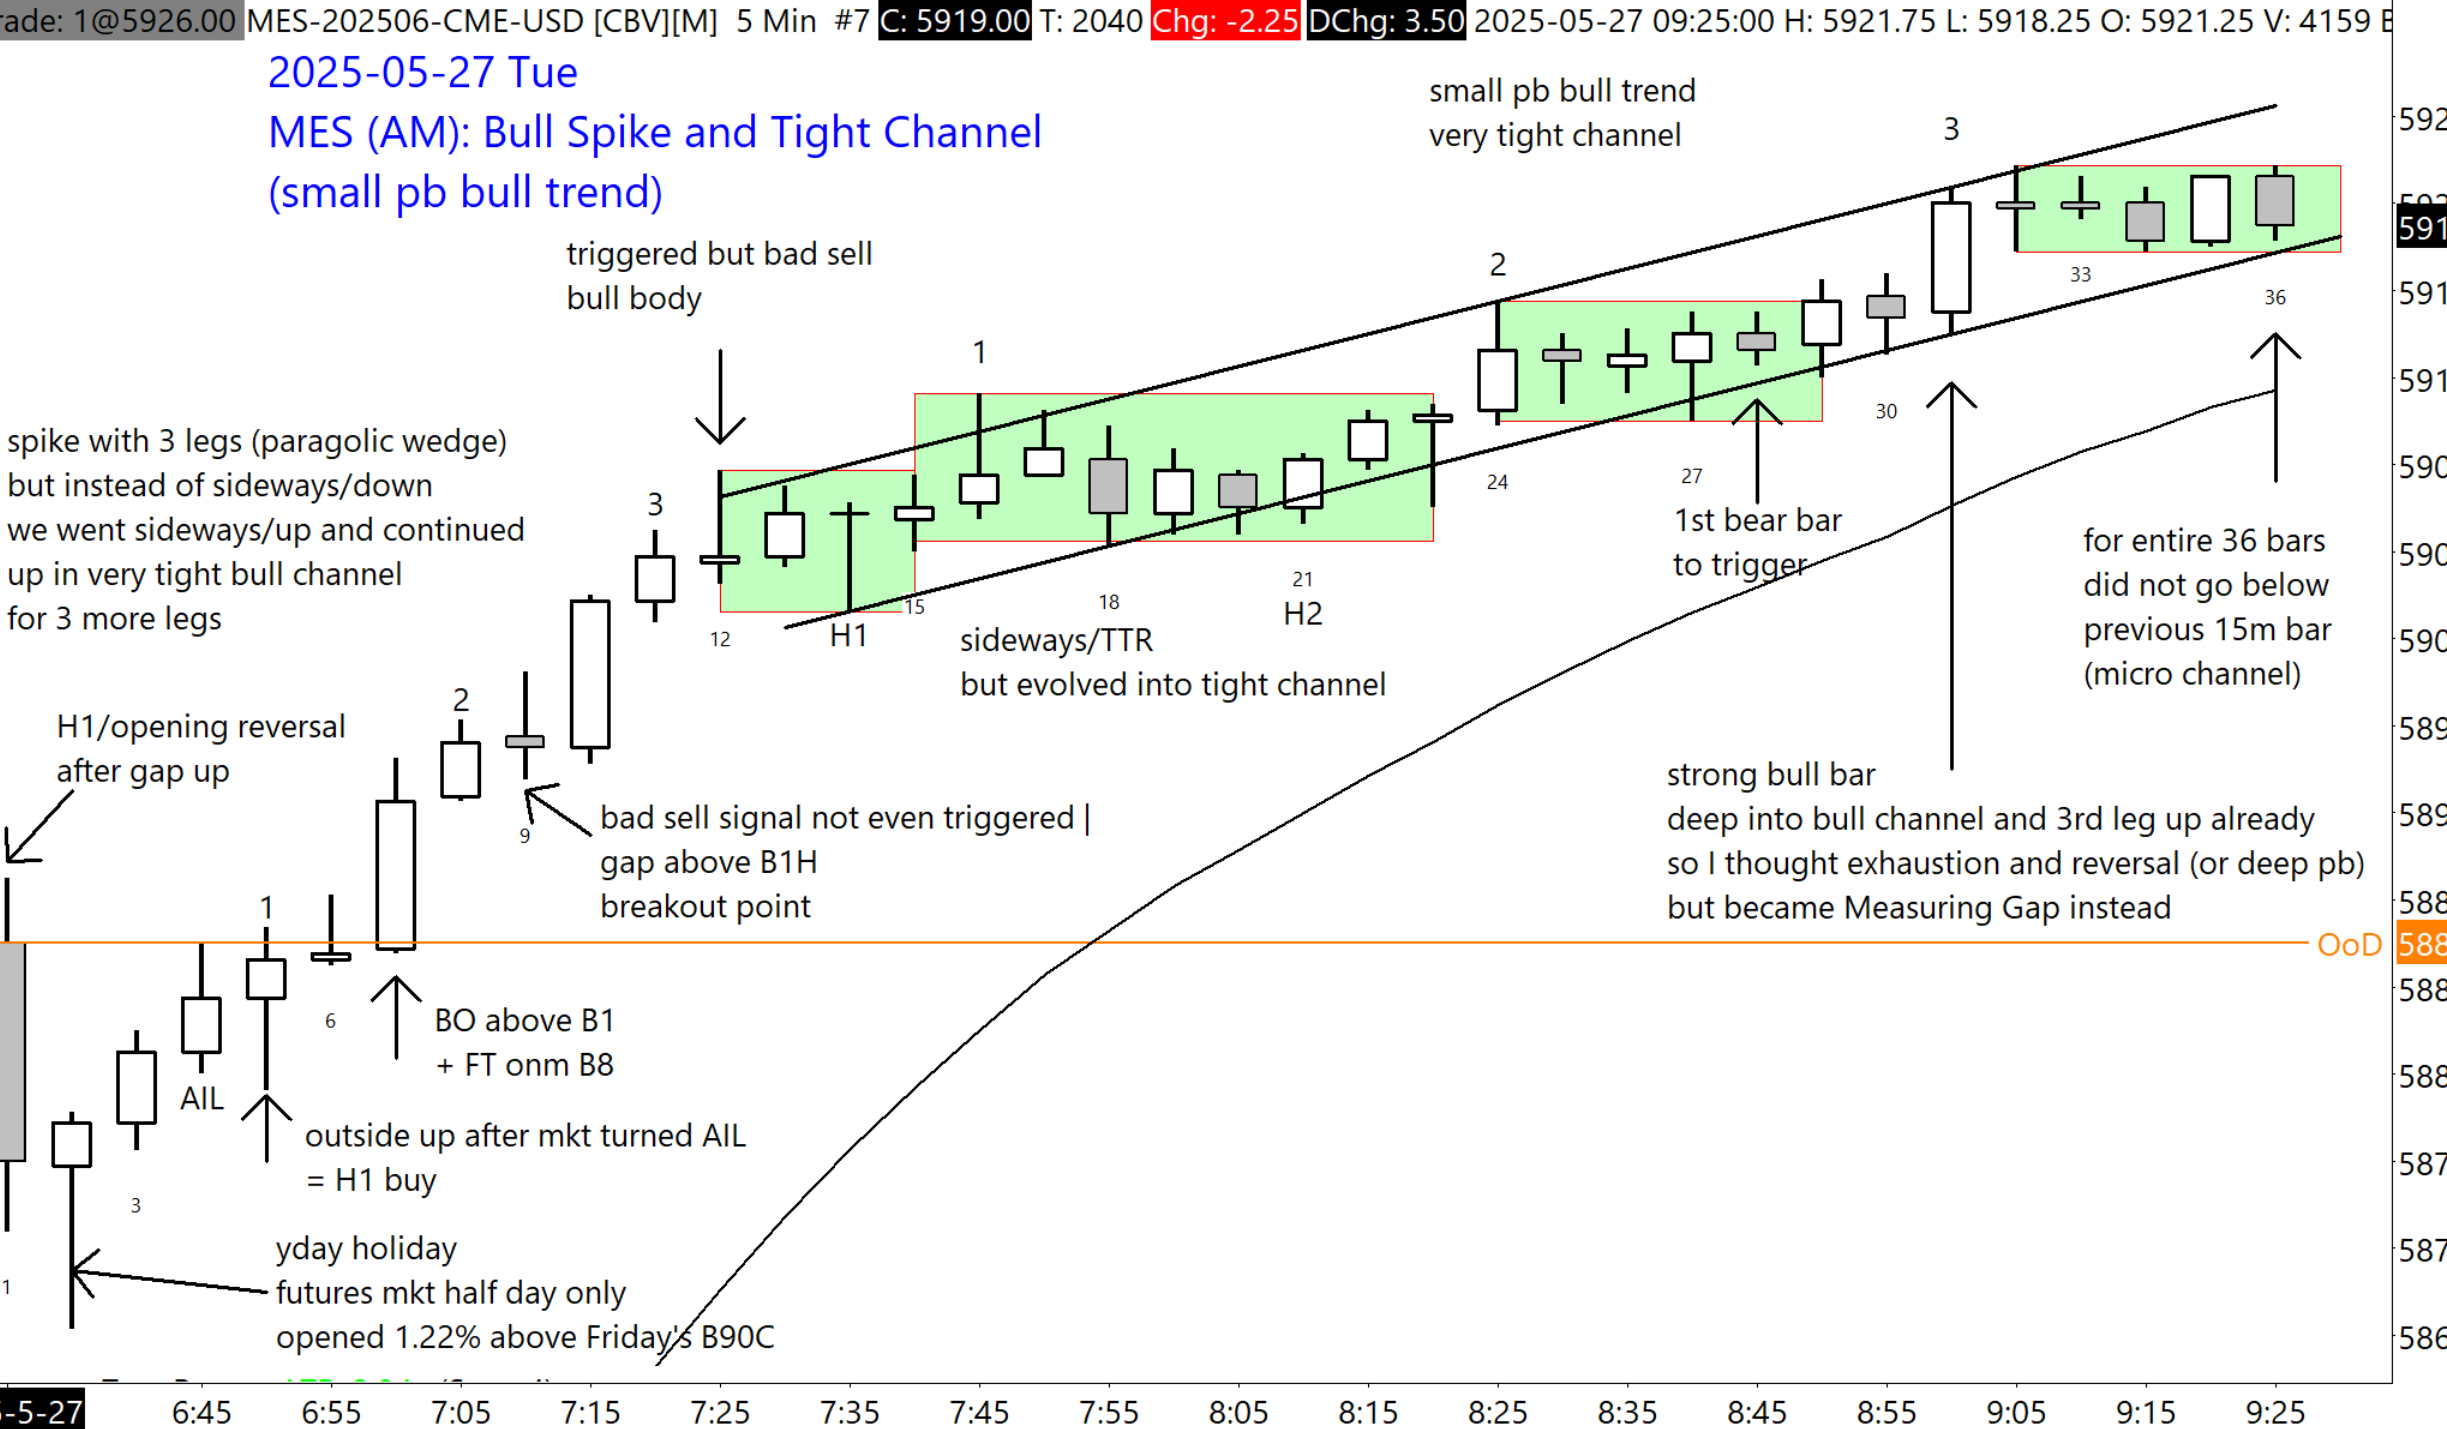 ade: 1@5926.00 MES-202506-CME-USD [CBV][M] 5 Min #7 C: 5919.00 T: 2040 Chg: -2.25 DChg: 3.50 2025-05-27 09:25:00 H: 5921.75 L: 5918.25 O: 5921.25 V: 4159
2025-05-27 Tue
MES (AM): Bull Spike and Tight Channel
(small pb bull trend)
small pb bull trend
very tight channel
triggered but bad sell
bull body
spike with 3 legs (paragolic wedge)
but instead of sideways/down
we went sideways/up and continued
up in very tight bull channel
for 3 more legs
H1/opening reversal
after gap up
bad sell signal not even triggered |
gap above B1H
breakout point
BO above B1
+ FT onm B8
AIL
outside up after mkt turned AIL
= H1 buy
yday holiday
futures mkt half day only
opened 1.22% above Friday's B90C
1
2
3
1
2
3
1
3
6
9
12
15
18
21
24
27
30
33
36
H1
H2
sideways/TTR
but evolved into tight channel
1st bear bar
to trigger
for entire 36 bars
did not go below
previous 15m bar
(micro channel)
strong bull bar
deep into bull channel and 3rd leg up already
so I thought exhaustion and reversal (or deep pb)
but became Measuring Gap instead
OoD
592
591
591
591
590
590
590
589
589
588
588
588
588
587
587
586
-5-27
6:45
6:55
7:05
7:15
7:25
7:35
7:45
7:55
8:05
8:15
8:25
8:35
8:45
8:55
9:05
9:15
9:25